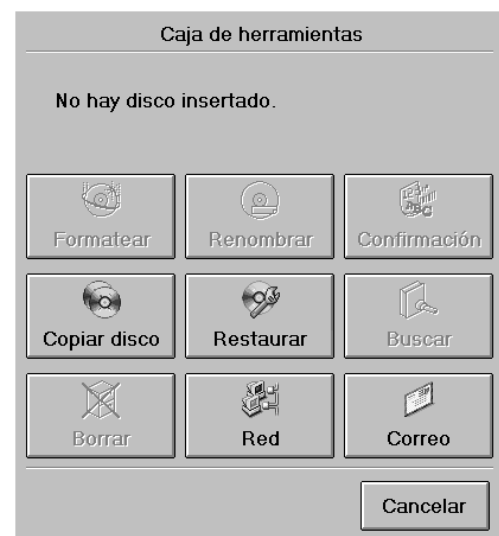 Caja de herramientas
No hay disco insertado.
Formatear Renombrar Confirmación
Copiar disco Restaurar Buscar
Borrar Red Correo
Cancelar